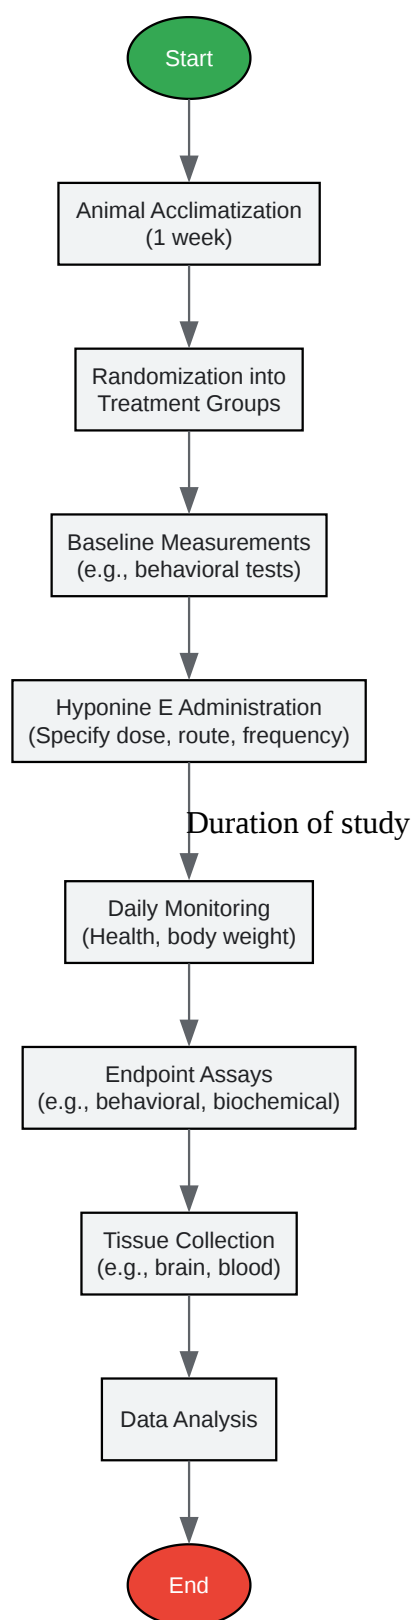 Start
Animal Acclimatization
(1 week)
Randomization into
Treatment Groups
Baseline Measurements
(e.g., behavioral tests)
Hyponine E Administration
(Specify dose, route, frequency)
Duration of study
Daily Monitoring
(Health, body weight)
Endpoint Assays
(e.g., behavioral, biochemical)
Tissue Collection
(e.g., brain, blood)
Data Analysis
End